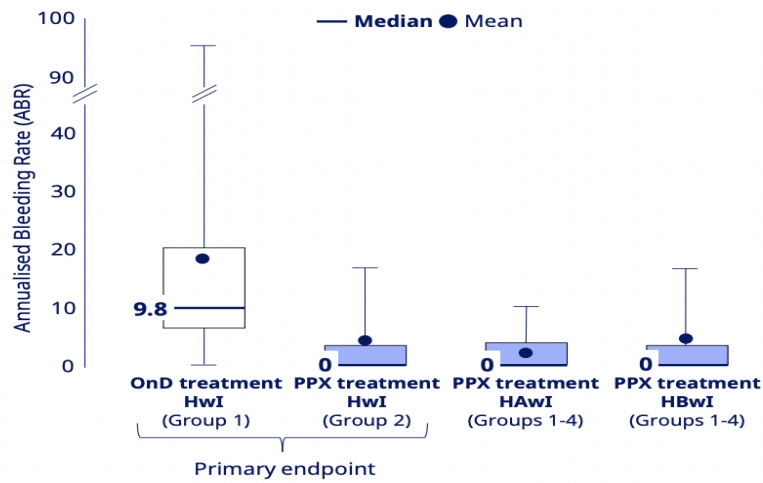 Median Mean
Annualised Bleeding Rate (ABR)
100
90
40
30
20
10
0
9.8
0
0
0
OnD treatment
HwI
(Group 1)
PPX treatment
HwI
(Group 2)
PPX treatment
HAwI
(Groups 1-4)
PPX treatment
HBwI
(Groups 1-4)
Primary endpoint